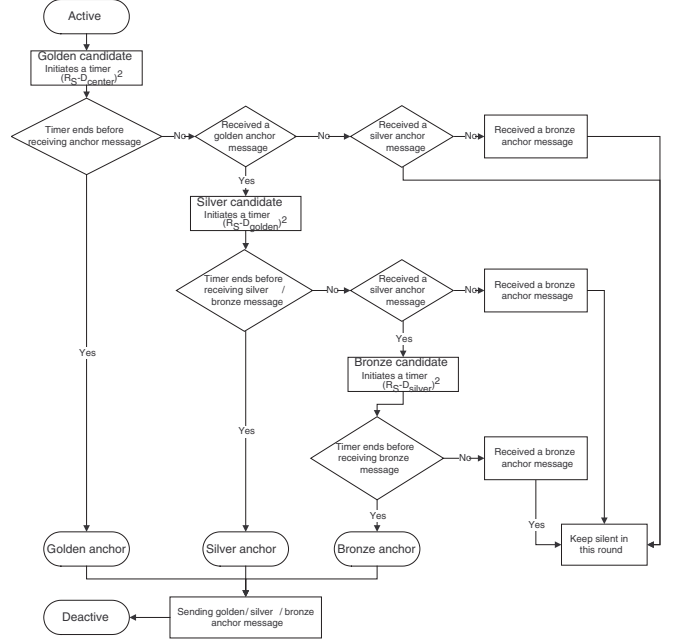 Active
Golden candidate
Initiates a timer
(RS-Dcenter)2
Timer ends before
receiving anchor message
No
Received a
golden anchor
message
No
Received a
silver anchor
message
No
Received a bronze
anchor message
Yes
Silver candidate
Initiates a timer
(RS-Dgolden)2
Timer ends before
receiving silver /
bronze message
No
Received a
silver anchor
message
No
Received a bronze
anchor message
Yes
Yes
Bronze candidate
Initiates a timer
(RS-Dsilver)2
Yes
Timer ends before
receiving bronze
message
No
Received a bronze
anchor message
Yes
Yes
Golden anchor
Silver anchor
Bronze anchor
Keep silent in
this round
Deactive
Sending golden/ silver / bronze
anchor message